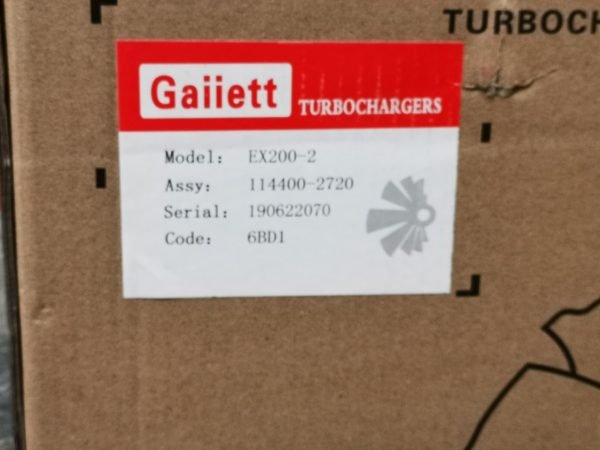 TURBOCH
Gaiiett TURBOCHARGERS
Model: EX200-2
Assy: 114400-2720
Serial: 190622070
Code: 6BD1